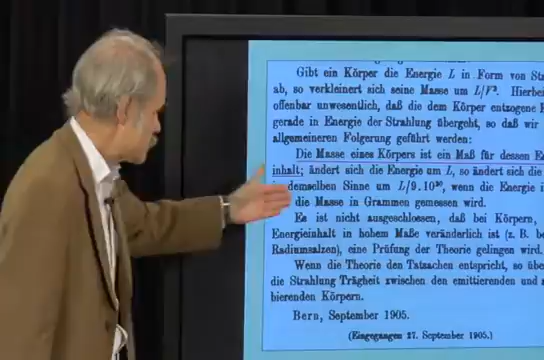 Gibt ein Körper die Energie L in Form von
ab, so verkleinert sich seine Masse um L/V². Hierbei
offenbar unwesentlich, daß die dem Körper entzogene
gerade in Energie der Strahlung übergeht, so daß wir
allgemeineren Folgerung geführt werden:
Die Masse eines Körpers ist ein Maß für dessen
inhalt; ändert sich die Energie um L, so ändert sich die
demselben Sinne um L/9.10²⁰, wenn die Energie
die Masse in Grammen gemessen wird.
Es ist nicht ausgeschlossen, daß bei Körpern,
Energieinhalt in hohem Maße veränderlich ist (z. B.
Radiumsalzen), eine Prüfung der Theorie gelingen wird.
Wenn die Theorie den Tatsachen entspricht, so
die Strahlung Trägheit zwischen den emittierenden und
bierenden Körpern.
Bern, September 1905.
(Eingegangen 27. September 1905.)